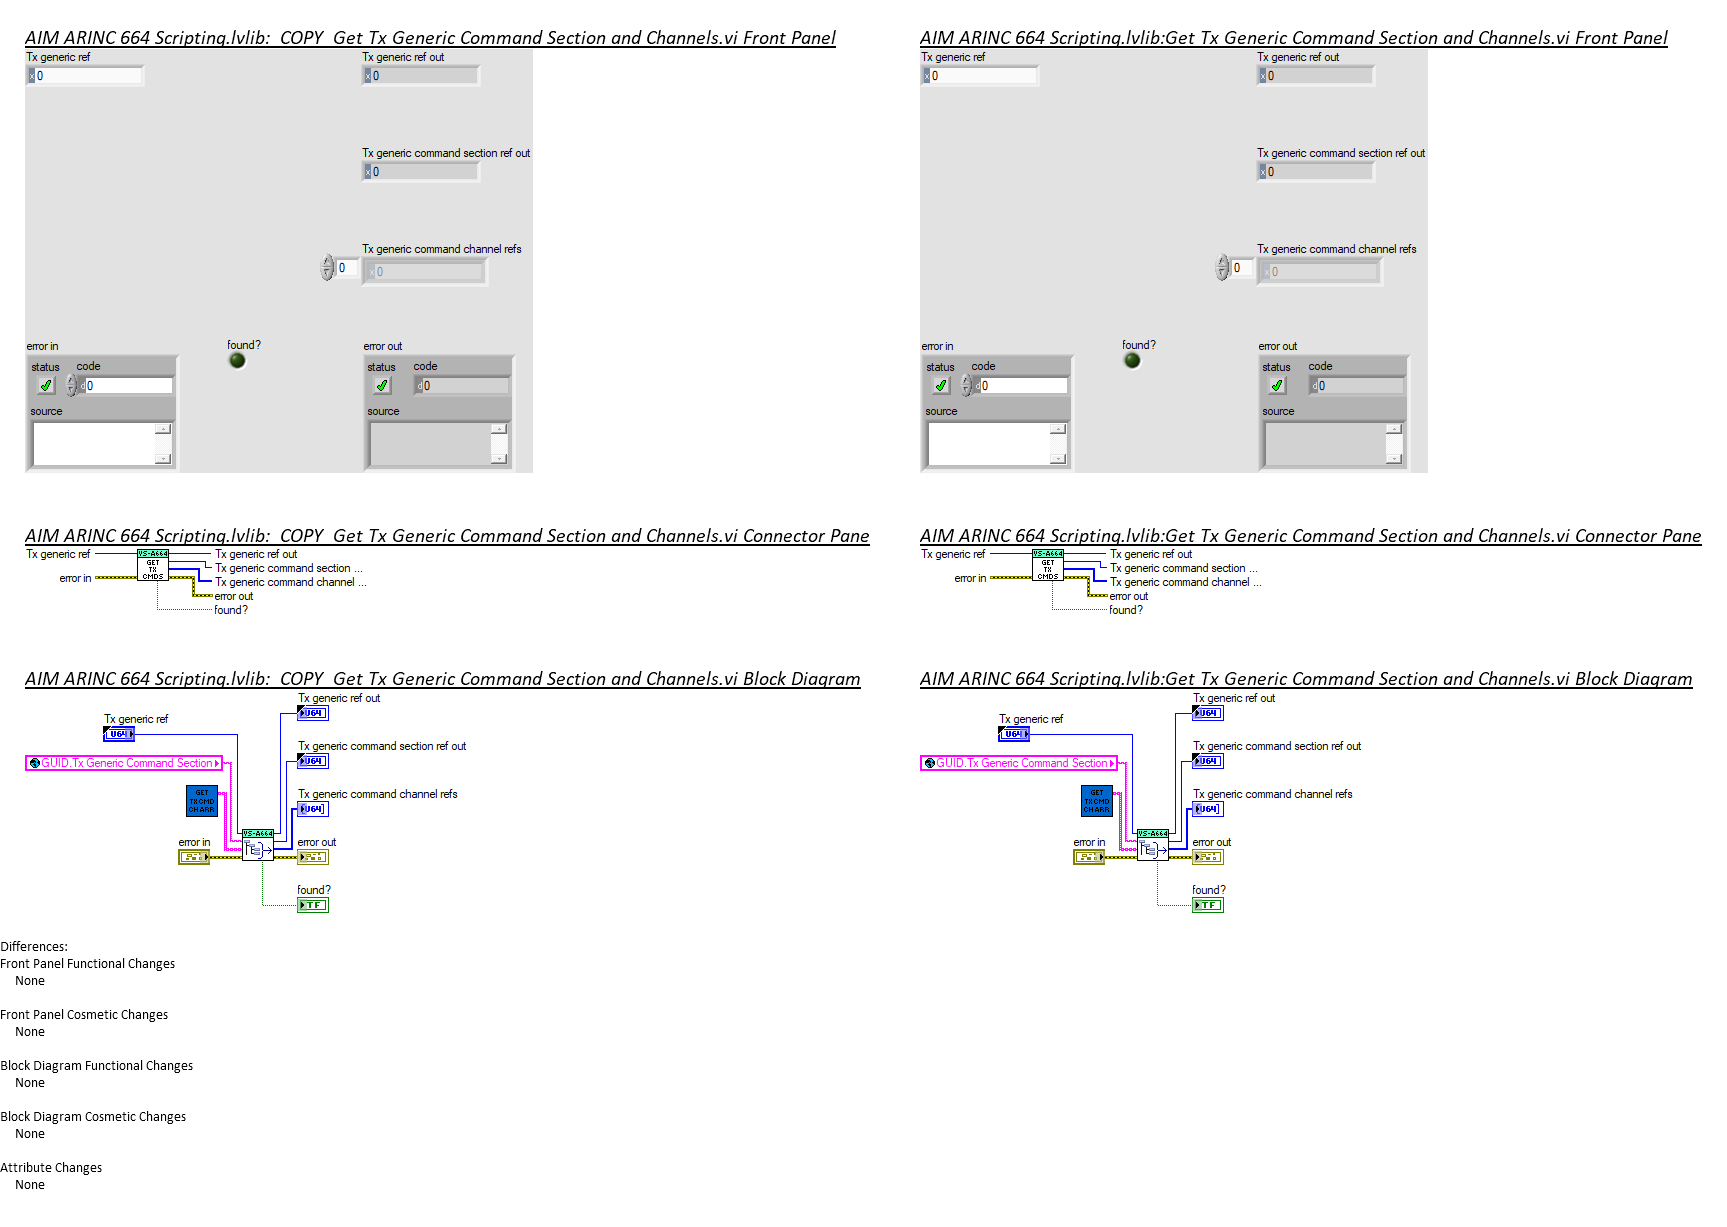 AIM ARINC 664 Scripting.lvlib:  COPY  Get Tx Generic Command Section and Channels.vi Front Panel
Tx generic ref
Tx generic ref out
x 0
x 0
Tx generic command section ref out
x 0
Tx generic command channel refs
0
x 0
error in
found?
error out
status code
status code
d 0
d 0
source
source
AIM ARINC 664 Scripting.lvlib:Get Tx Generic Command Section and Channels.vi Front Panel
Tx generic ref
Tx generic ref out
x 0
x 0
Tx generic command section ref out
x 0
Tx generic command channel refs
0
x 0
error in
found?
error out
status code
status code
d 0
d 0
source
source
AIM ARINC 664 Scripting.lvlib:  COPY  Get Tx Generic Command Section and Channels.vi Connector Pane
Tx generic ref
VS-A664
GET
TX
CMDS
Tx generic ref out
Tx generic command section ...
error in
Tx generic command channel ...
error out
found?
AIM ARINC 664 Scripting.lvlib:Get Tx Generic Command Section and Channels.vi Connector Pane
Tx generic ref
VS-A664
GET
TX
CMDS
Tx generic ref out
Tx generic command section ...
error in
Tx generic command channel ...
error out
found?
AIM ARINC 664 Scripting.lvlib:  COPY  Get Tx Generic Command Section and Channels.vi Block Diagram
Tx generic ref out
U64
Tx generic ref
U64
Tx generic command section ref out
U64
GUID.Tx Generic Command Section
GET
TX CMD
CH ARR
Tx generic command channel refs
U64
VS-A664
error in
error out
found?
TF
AIM ARINC 664 Scripting.lvlib:Get Tx Generic Command Section and Channels.vi Block Diagram
Tx generic ref out
U64
Tx generic ref
U64
Tx generic command section ref out
U64
GUID.Tx Generic Command Section
GET
TX CMD
CH ARR
Tx generic command channel refs
U64
VS-A664
error in
error out
found?
TF
Differences:
Front Panel Functional Changes
None
Front Panel Cosmetic Changes
None
Block Diagram Functional Changes
None
Block Diagram Cosmetic Changes
None
Attribute Changes
None